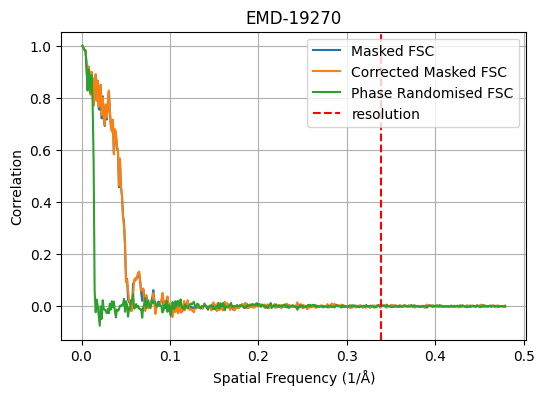 EMD-19270
Masked FSC
Corrected Masked FSC
Phase Randomised FSC
resolution
Correlation
1.0
0.8
0.6
0.4
0.2
0.0
0.0 0.1 0.2 0.3 0.4 0.5
Spatial Frequency (1/Å)